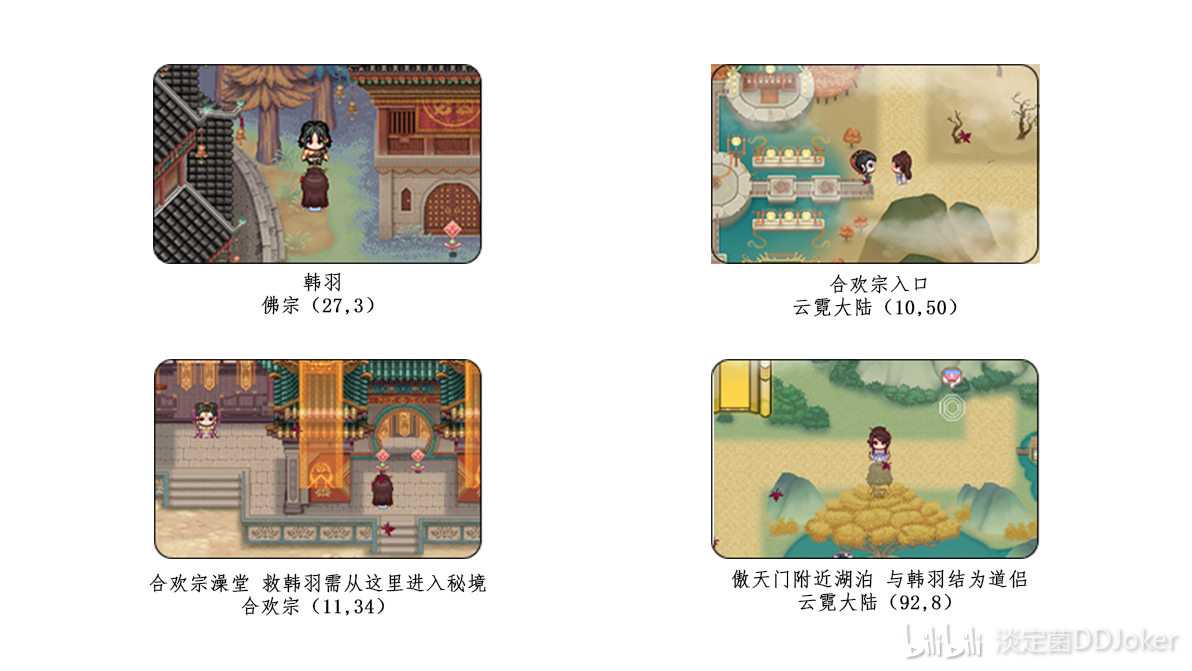 韩羽
佛宗（27,3）
合欢宗入口
云霓大陆（10,50）
合欢宗澡堂 救韩羽需从这里进入秘境
合欢宗（11,34）
傲天门附近湖泊 与韩羽结为道侣
云霓大陆（92,8）
bilibili 淡定菌DDJoker